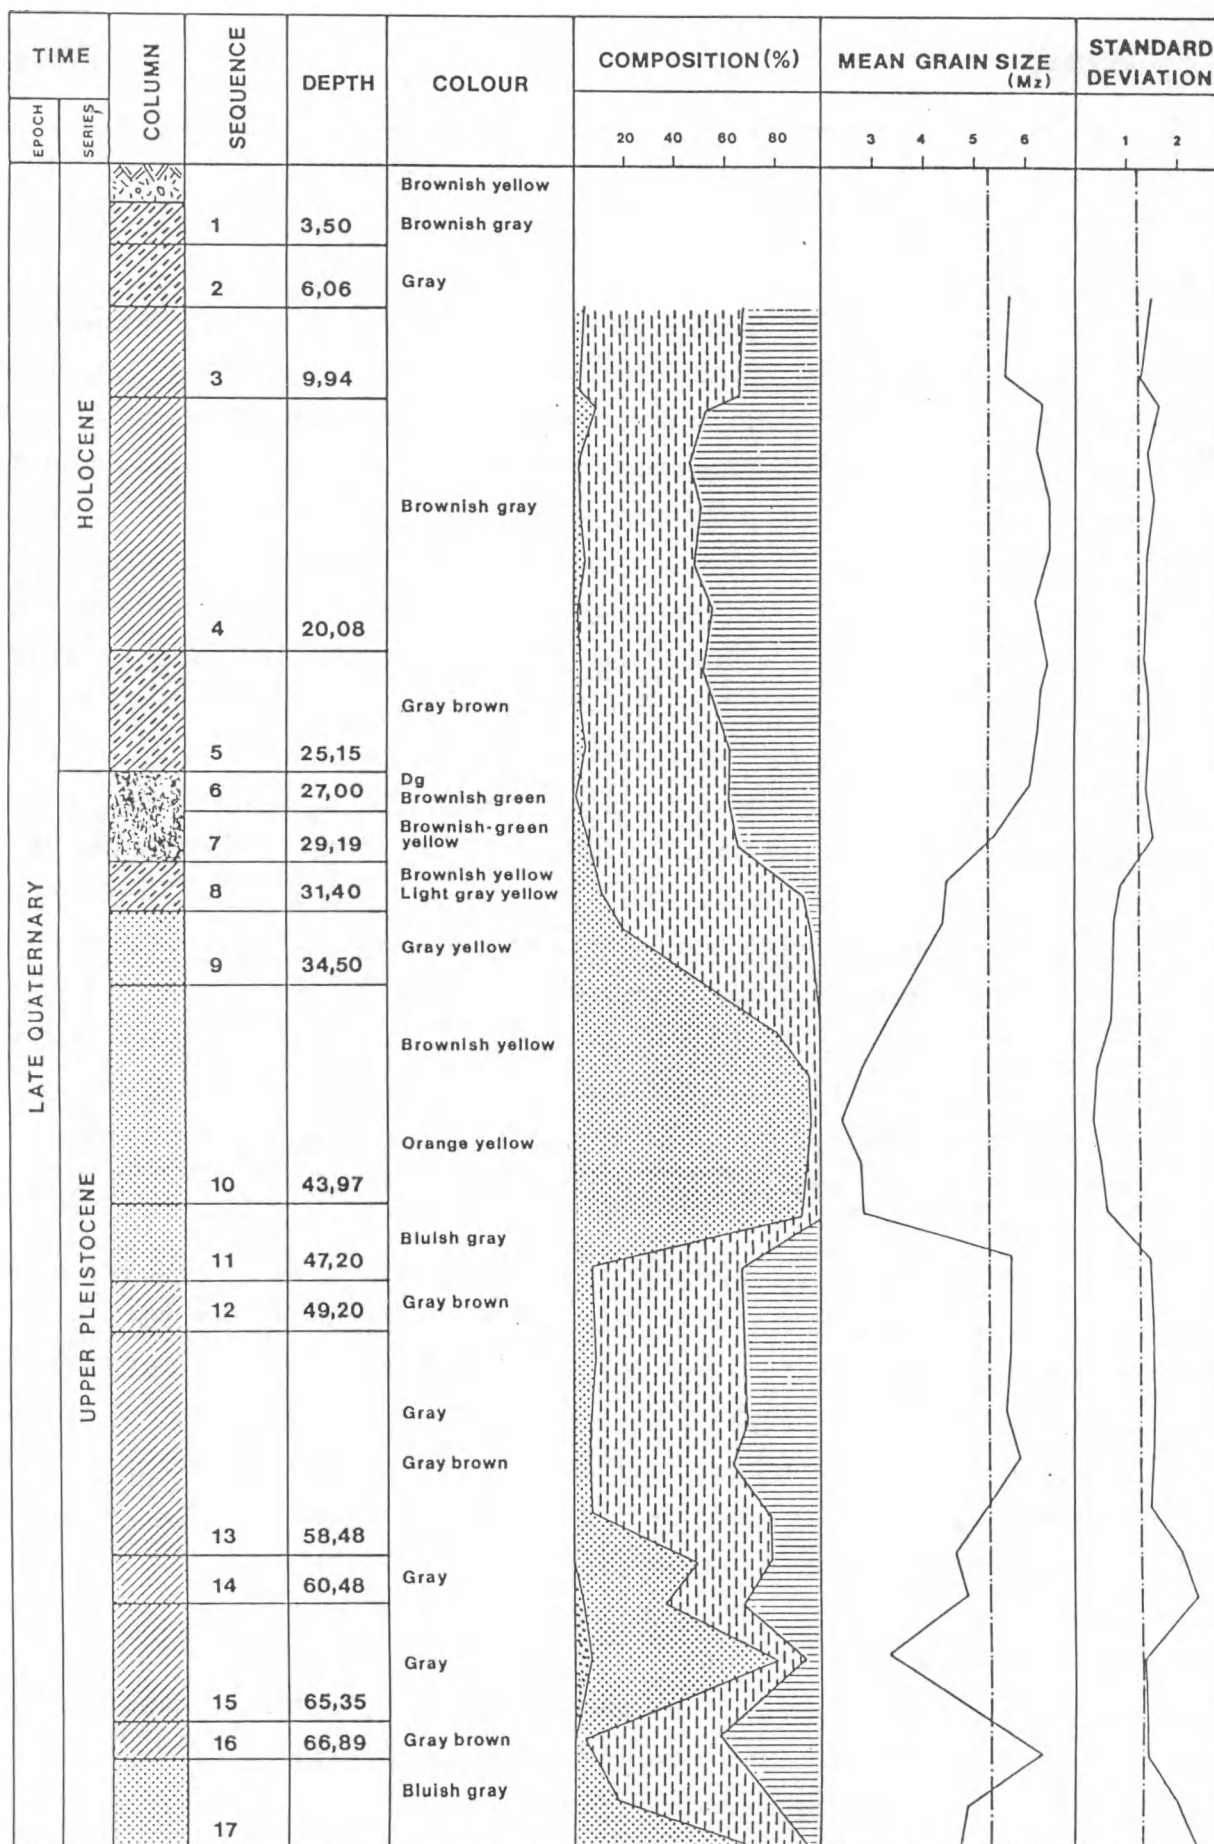 TIME
EPOCH
SERIES
COLUMN
SEQUENCE
DEPTH
COLOUR
COMPOSITION (%)
20 40 60 80
MEAN GRAIN SIZE
(Mz)
3 4 5 6
STANDARD
DEVIATION
1 2
LATE QUATERNARY
HOLOCENE
UPPER PLEISTOCENE
Brownish yellow
1 3,50 Brownish gray
2 6,06 Gray
3 9,94
Brownish gray
4 20,08
Gray brown
5 25,15
Dg
6 27,00 Brownish green
Brownish-green
7 29,19 yellow
Brownish yellow
8 31,40 Light gray yellow
Gray yellow
9 34,50
Brownish yellow
Orange yellow
10 43,97
Bluish gray
11 47,20
12 49,20 Gray brown
Gray
Gray brown
13 58,48
14 60,48 Gray
Gray
15 65,35
16 66,89 Gray brown
Bluish gray
17